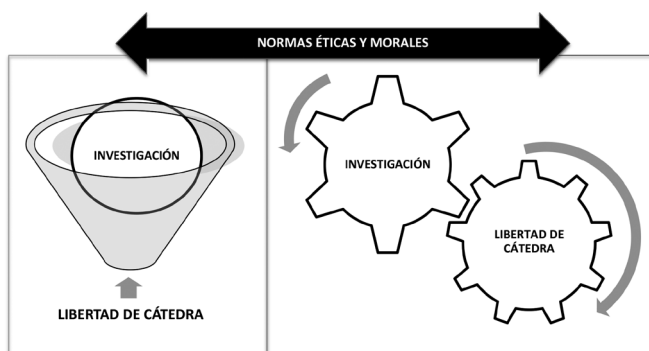 NORMAS ÉTICAS Y MORALES
INVESTIGACIÓN
LIBERTAD DE CÁTEDRA
INVESTIGACIÓN
LIBERTAD DE
CÁTEDRA